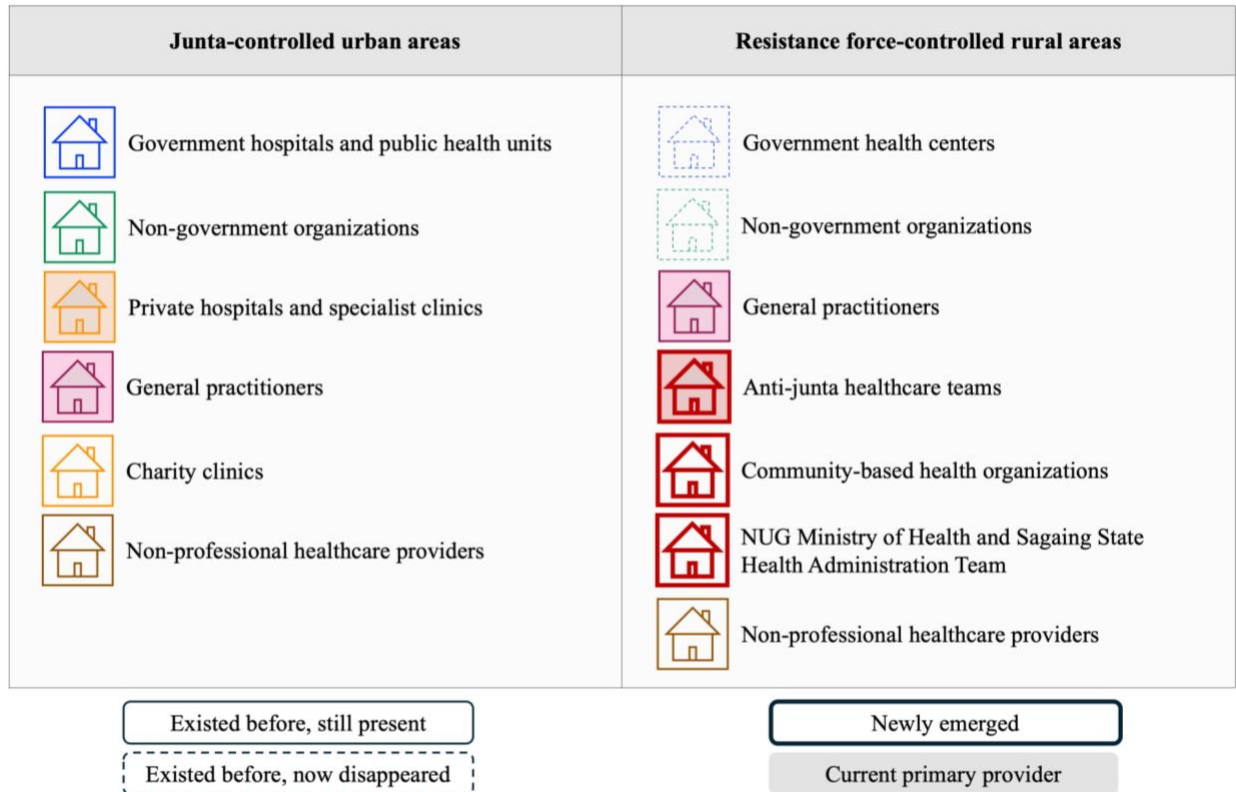 Junta-controlled urban areas
Resistance force-controlled rural areas
Government hospitals and public health units
Non-government organizations
Private hospitals and specialist clinics
General practitioners
Charity clinics
Non-professional healthcare providers
Government health centers
Non-government organizations
General practitioners
Anti-junta healthcare teams
Community-based health organizations
NUG Ministry of Health and Sagaing State
Health Administration Team
Non-professional healthcare providers
Existed before, still present
Newly emerged
Existed before, now disappeared
Current primary provider